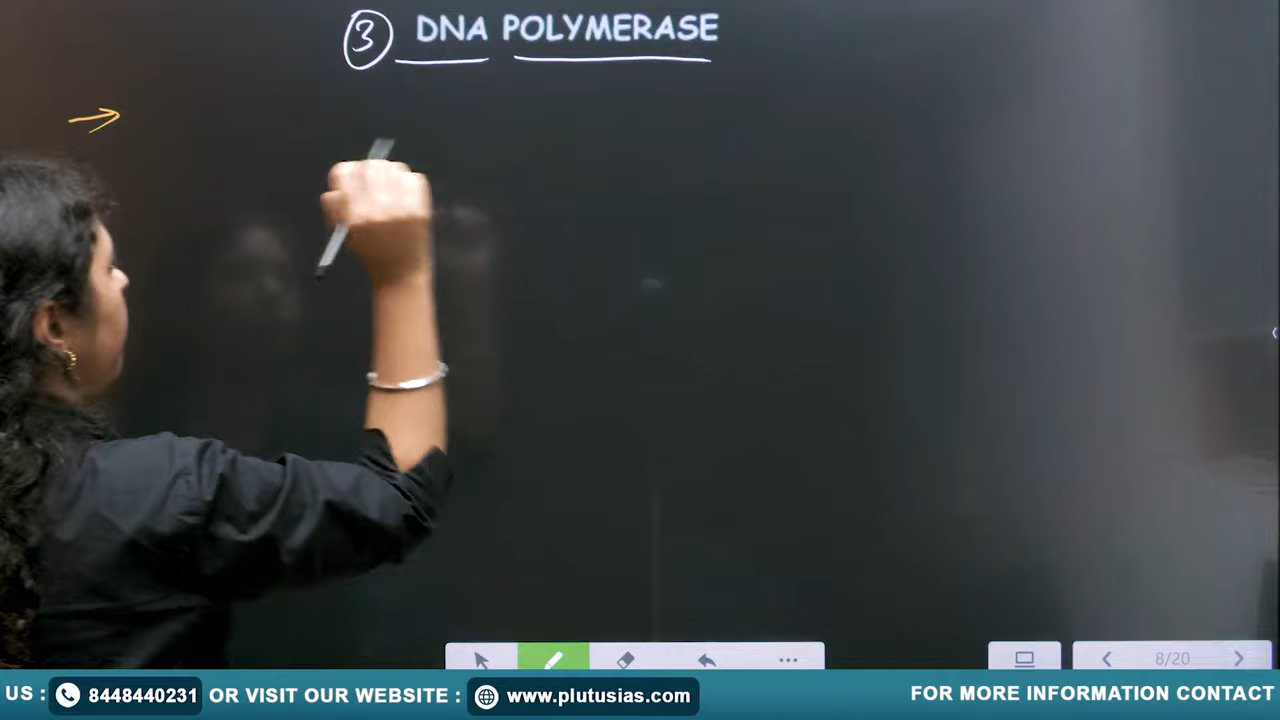 3 DNA POLYMERASE
8/20
US : 8448440231 OR VISIT OUR WEBSITE : www.plutusias.com FOR MORE INFORMATION CONTACT